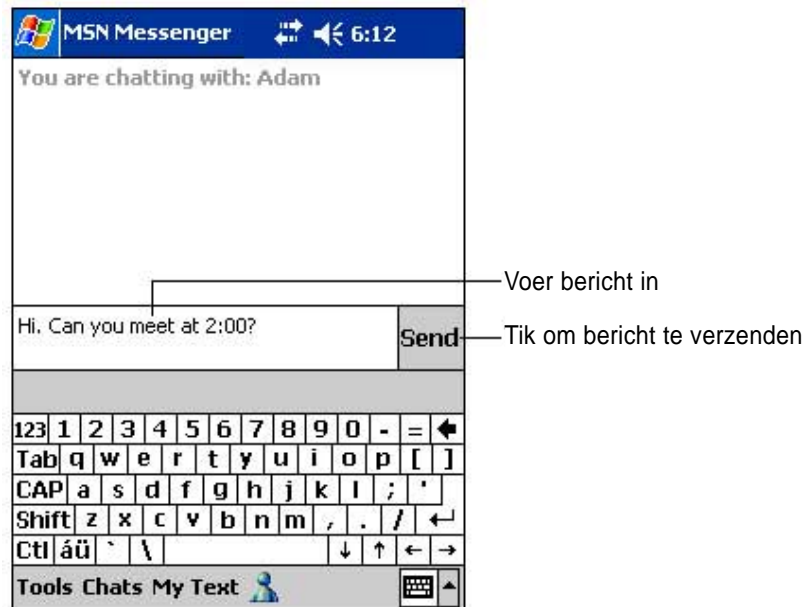 MSN Messenger 6:12
You are chatting with: Adam
Voer bericht in
Hi. Can you meet at 2:00?
Send
Tik om bericht te verzenden
123 1 2 3 4 5 6 7 8 9 0 - =
Tab q w e r t y u i o p [ ]
CAP a s d f g h j k l ; '
Shift z x c v b n m , . /
Ctl áü ` \ ↓ ↑ ← →
Tools Chats My Text